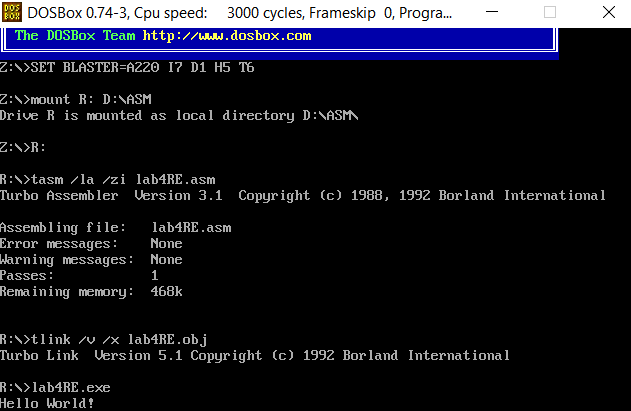 DOSBox 0.74-3, Cpu speed:    3000 cycles, Frameskip  0, Progra...
The DOSBox Team http://www.dosbox.com
Z:\>SET BLASTER=A220 I7 D1 H5 T6
Z:\>mount R: D:\ASM
Drive R is mounted as local directory D:\ASM\
Z:\>R:
R:\>tasm /la /zi lab4RE.asm
Turbo Assembler  Version 3.1  Copyright (c) 1988, 1992 Borland International
Assembling file:   lab4RE.asm
Error messages:    None
Warning messages:  None
Passes:            1
Remaining memory:  468k
R:\>tlink /v /x lab4RE.obj
Turbo Link  Version 5.1 Copyright (c) 1992 Borland International
R:\>lab4RE.exe
Hello World!